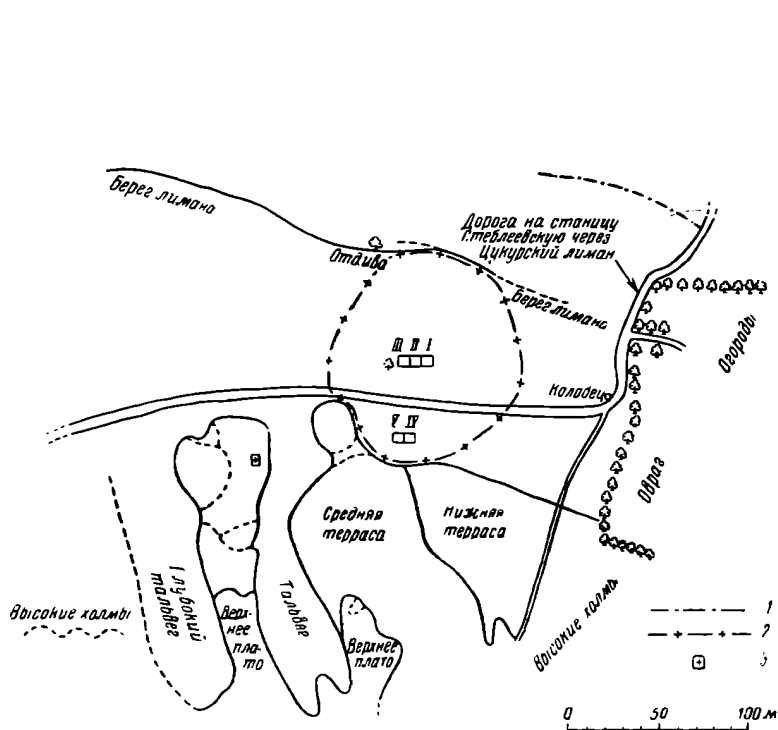 Берег лимана
Дорога на станицу
Стеблеевскую через
Цукурский лиман
Отдива
Берег лимана
Огороды
III II I
Колодец
V IV
Овраг
Средняя
терраса
Нижняя
терраса
Глубокий
тальвег
Тальвег
Высокие холмы
Верх-
нее
пла-
то
Верхнее
плато
Высокие холмы
1
2
3
0 50 100 м